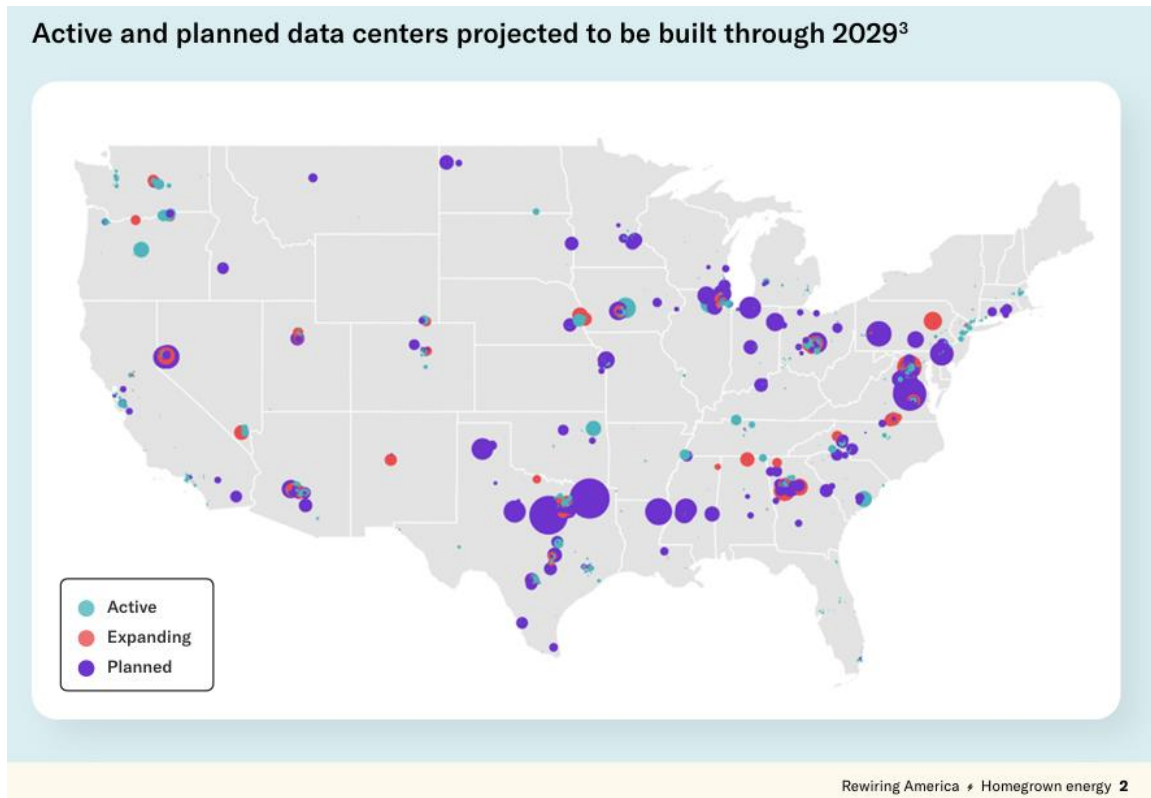 Active and planned data centers projected to be built through 2029³
Active
Expanding
Planned
Rewiring America ⚡ Homegrown energy 2